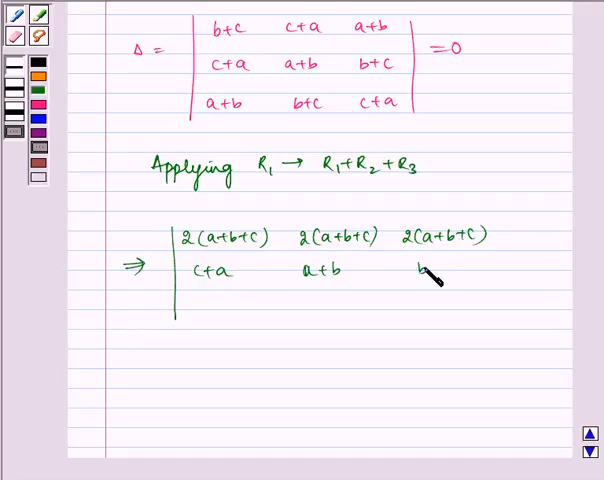 b+c c+a a+b
Δ = c+a a+b b+c =0
a+b b+c c+a
Applying R₁ → R₁+R₂+R₃
2(a+b+c) 2(a+b+c) 2(a+b+c)
⇒ c+a a+b b